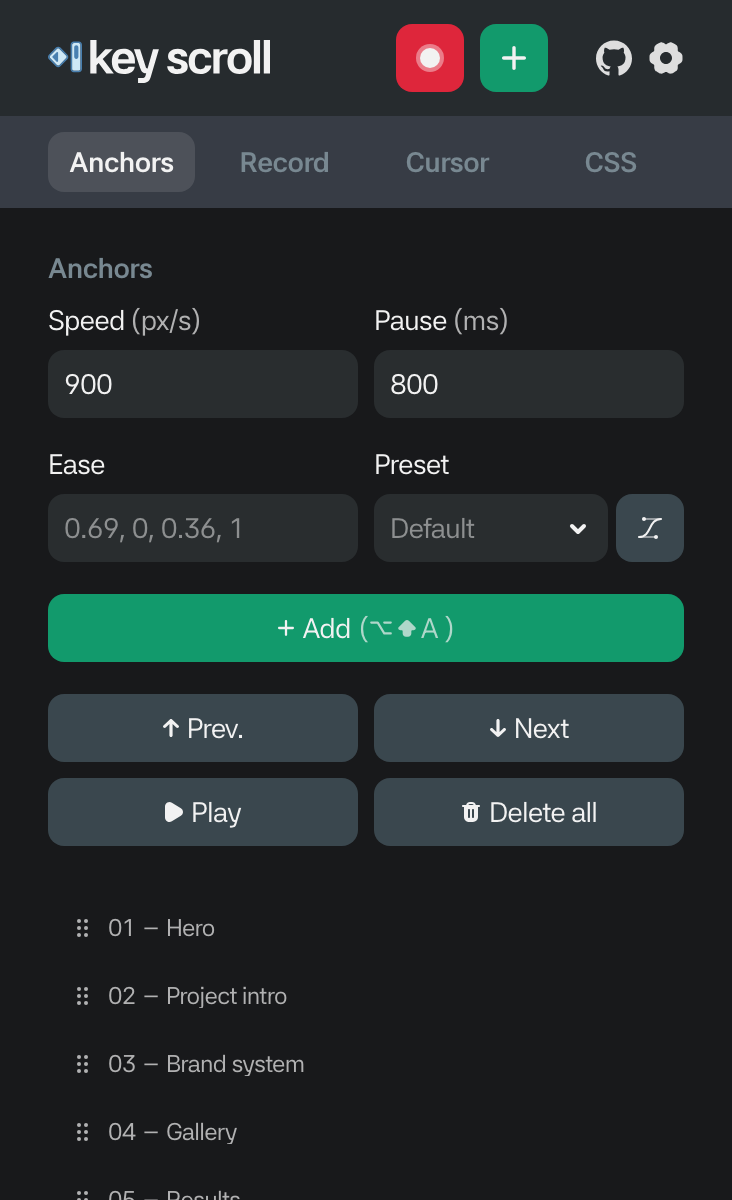 key scroll
Anchors Record Cursor CSS
Anchors
Speed (px/s) Pause (ms)
900 800
Ease Preset
0.69, 0, 0.36, 1 Default
+ Add (⌥⬆A )
↑ Prev. ↓ Next
Play Delete all
01 – Hero
02 – Project intro
03 – Brand system
04 – Gallery
05 – Results